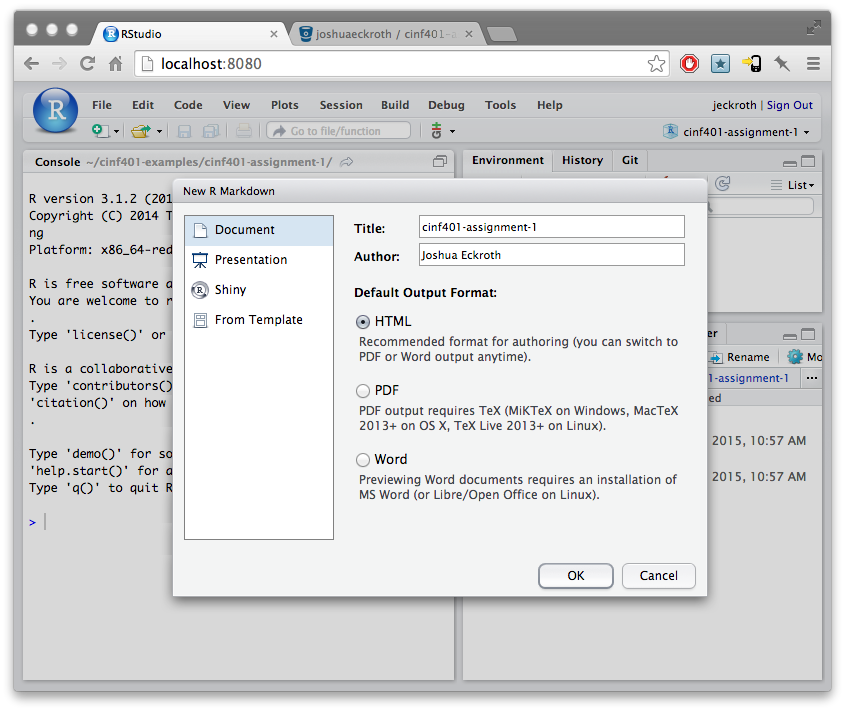 RStudio
joshuaeckroth / cinf401-a
localhost:8080
R
File Edit Code View Plots Session Build Debug Tools Help
jeckroth | Sign Out
Go to file/function
cinf401-assignment-1
Console ~/cinf401-examples/cinf401-assignment-1/
Environment History Git
List
R version 3.1.2 (201
Copyright (C) 2014 T
ng
Platform: x86_64-red
R is free software a
You are welcome to r
.
Type 'license()' or
R is a collaborative
Type 'contributors()
'citation()' on how
.
Type 'demo()' for so
'help.start()' for a
Type 'q()' to quit R
>
New R Markdown
Document
Presentation
Shiny
From Template
Title: cinf401-assignment-1
Author: Joshua Eckroth
Default Output Format:
HTML
Recommended format for authoring (you can switch to
PDF or Word output anytime).
PDF
PDF output requires TeX (MiKTeX on Windows, MacTeX
2013+ on OS X, TeX Live 2013+ on Linux).
Word
Previewing Word documents requires an installation of
MS Word (or Libre/Open Office on Linux).
OK Cancel
er
Rename Mo
1-assignment-1 ...
ed
2015, 10:57 AM
2015, 10:57 AM